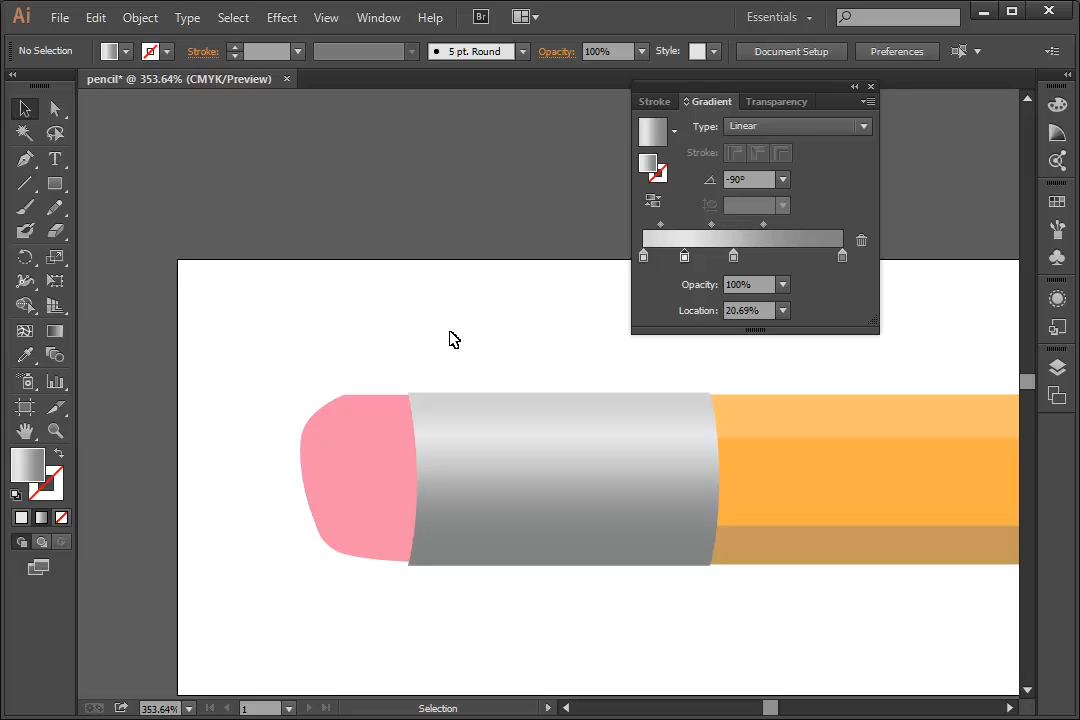 Ai File Edit Object Type Select Effect View Window Help Br Essentials
No Selection Stroke: 5 pt. Round Opacity: 100% Style: Document Setup Preferences
pencil* @ 353.64% (CMYK/Preview)
Stroke Gradient Transparency
Type: Linear
Stroke:
-90°
Opacity: 100%
Location: 20.69%
T
353.64% 1 Selection